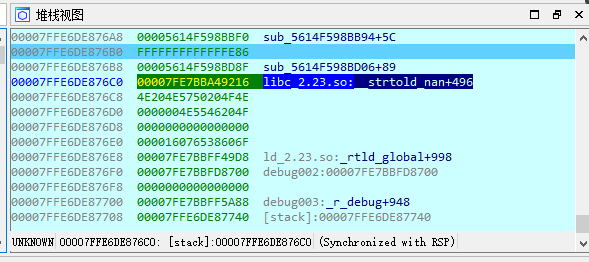 堆栈视图
00007FFE6DE876A8 00005614F598BBF0 sub_5614F598BB94+5C
00007FFE6DE876B0 FFFFFFFFFFFFFE86
00007FFE6DE876B8 00005614F598BD8F sub_5614F598BD06+89
00007FFE6DE876C0 00007FE7BBA49216 libc_2.23.so:__strtold_nan+496
00007FFE6DE876C8 4E204E5750204F4E
00007FFE6DE876D0 0000004E5546204F
00007FFE6DE876D8 0000000000000000
00007FFE6DE876E0 000016076538606F
00007FFE6DE876E8 00007FE7BBFF49D8 ld_2.23.so:_rtld_global+998
00007FFE6DE876F0 00007FE7BBFD8700 debug002:00007FE7BBFD8700
00007FFE6DE876F8 0000000000000000
00007FFE6DE87700 00007FE7BBFF5A88 debug003:_r_debug+948
00007FFE6DE87708 00007FFE6DE87740 [stack]:00007FFE6DE87740
UNKNOWN 00007FFE6DE876C0: [stack]:00007FFE6DE876C0 (Synchronized with RSP)